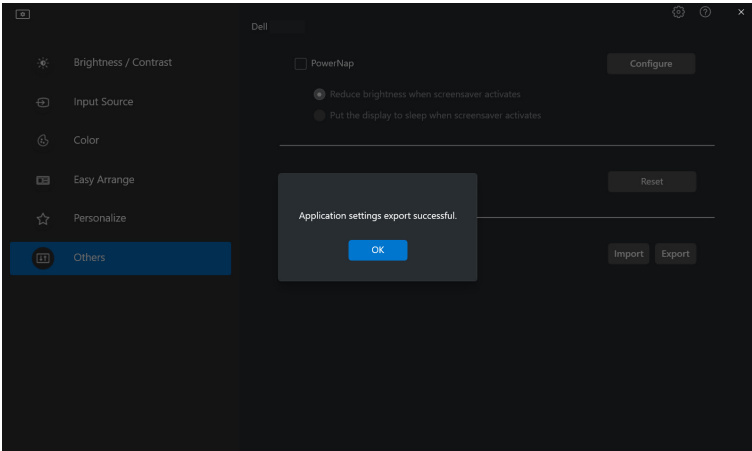 Dell
Brightness / Contrast
Input Source
Color
Easy Arrange
Personalize
Others
PowerNap
Configure
Reduce brightness when screensaver activates
Put the display to sleep when screensaver activates
Reset
Application settings export successful.
OK
Import
Export